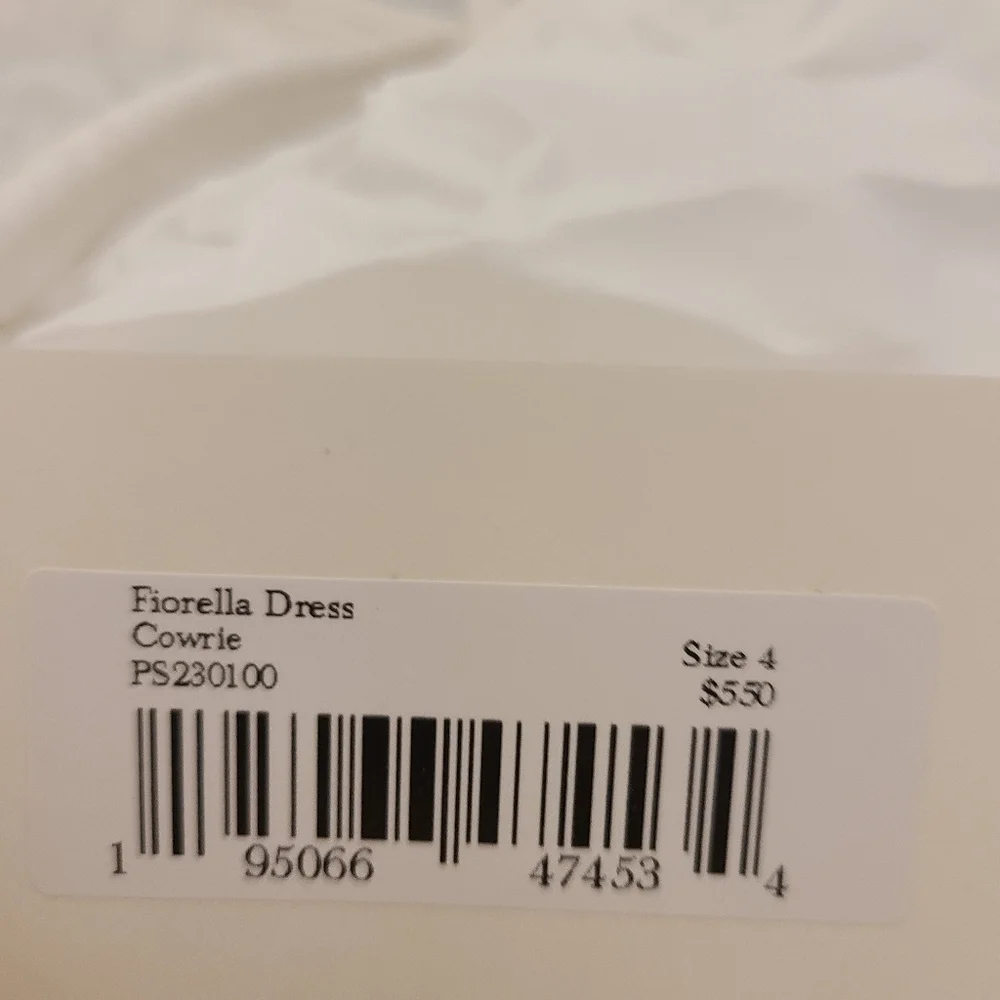 Fiorella Dress
Cowrie
PS230100
Size 4
$550
1 95066 47453 4